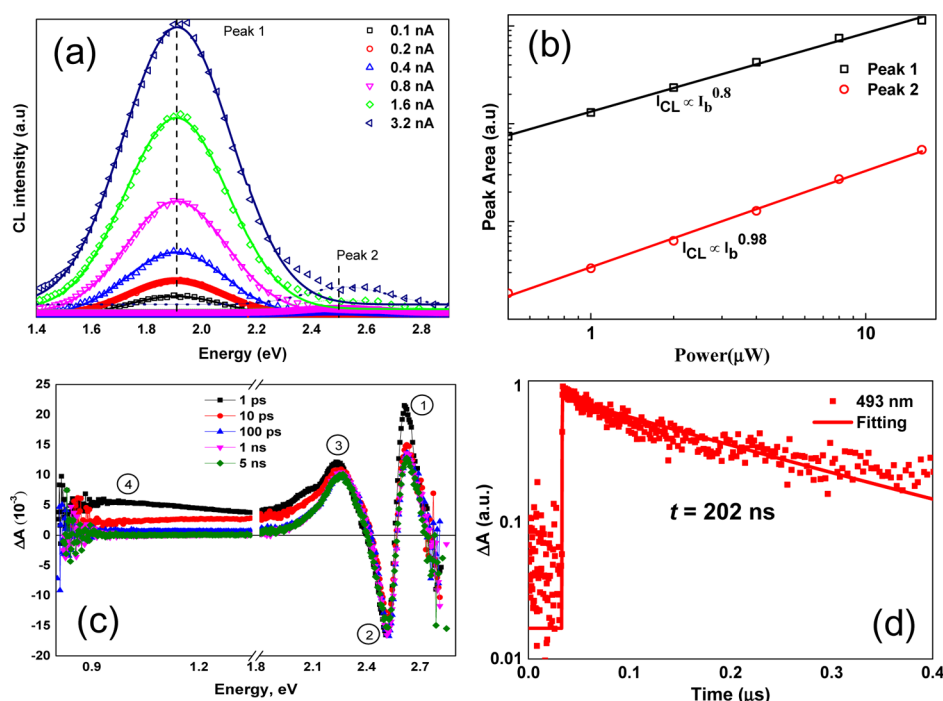 (a)
Peak 1
0.1 nA
0.2 nA
0.4 nA
0.8 nA
1.6 nA
3.2 nA
Peak 2
CL intensity (a.u)
1.4 1.6 1.8 2.0 2.2 2.4 2.6 2.8
Energy (eV)
(b)
Peak 1
Peak 2
I_CL ∝ I_b^0.8
I_CL ∝ I_b^0.98
Peak Area (a.u)
1 10
Power(μW)
25
20
15
10
5
0
-5
-10
-15
-20
ΔA (10^-3)
1 ps
10 ps
100 ps
1 ns
5 ns
1
2
3
4
(c)
0.9 1.2 1.8 2.1 2.4 2.7
Energy, eV
1
0.1
0.01
ΔA (a.u.)
493 nm
Fitting
t = 202 ns
(d)
0.0 0.1 0.2 0.3 0.4
Time (μs)